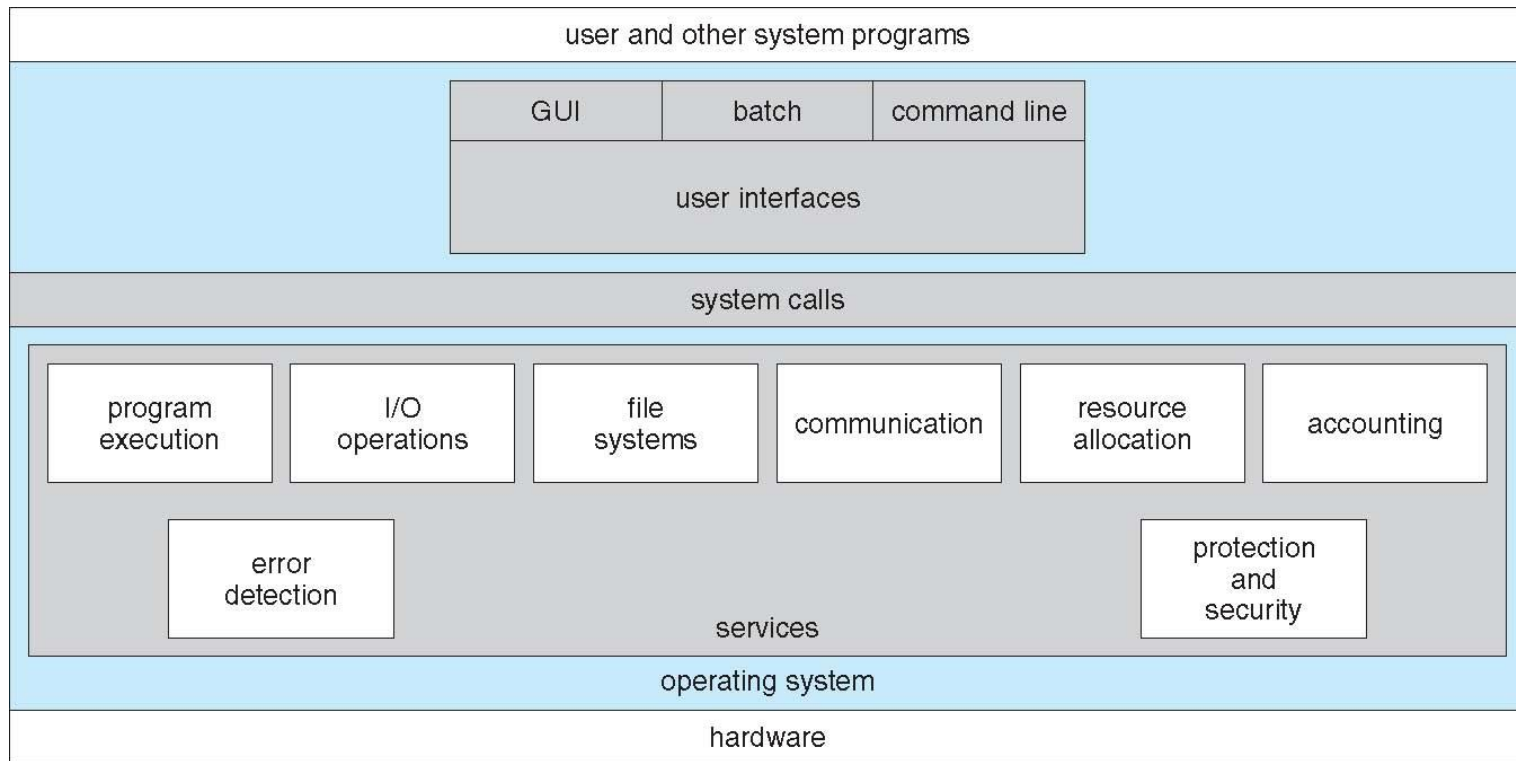 user and other system programs
GUI
batch
command line
user interfaces
system calls
program
execution
I/O
operations
file
systems
communication
resource
allocation
accounting
error
detection
protection
and
security
services
operating system
hardware